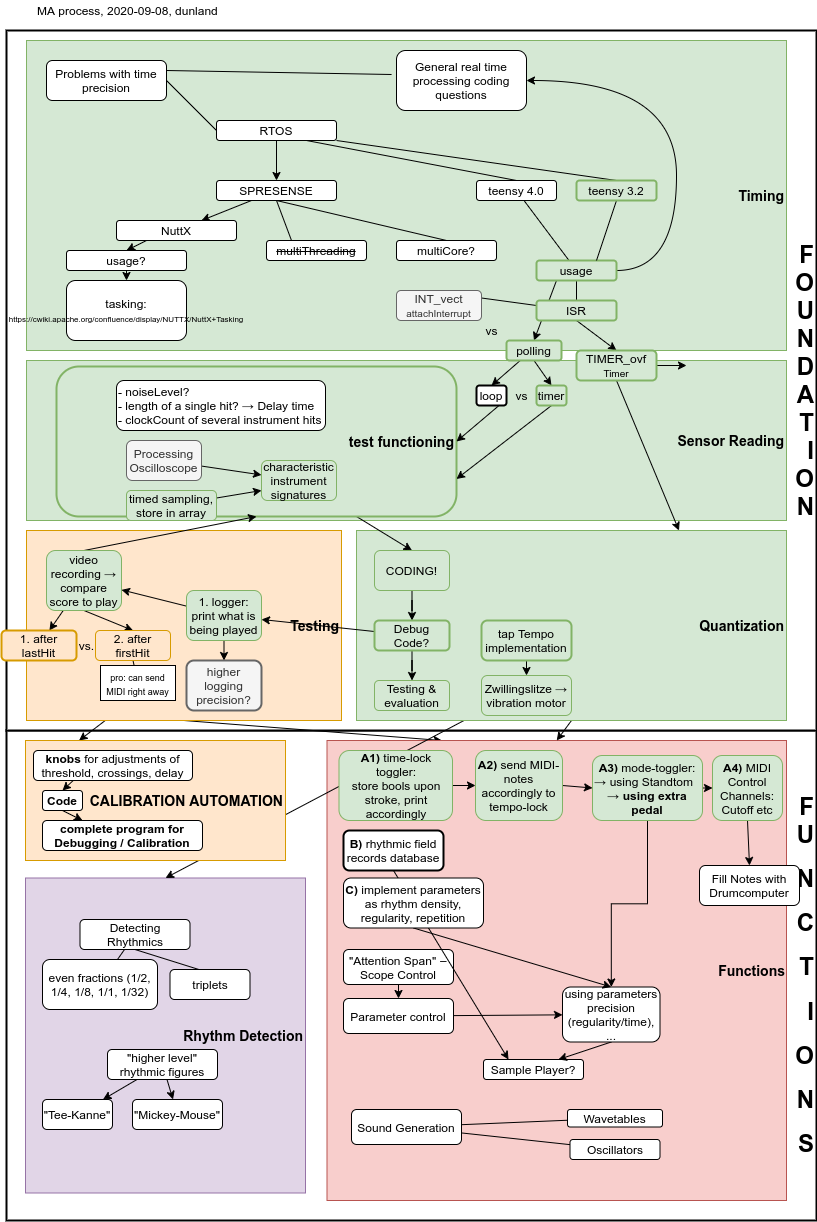 MA process, 2020-09-08, dunland
Problems with time
precision
General real time
processing coding
questions
RTOS
SPRESENSE
teensy 4.0
teensy 3.2
Timing
NuttX
usage?
multiThreading
multiCore?
usage
tasking:
https://cwiki.apache.org/confluence/display/NUTTX/NuttX+Tasking
INT_vect
attachInterrupt
ISR
vs
polling
TIMER_ovf
Timer
FOUNDATION
- noiseLevel?
- length of a single hit? → Delay time
- clockCount of several instrument hits
loop
vs
timer
test functioning
Sensor Reading
Processing
Oscilloscope
characteristic
instrument
signatures
timed sampling,
store in array
video
recording →
compare
score to play
1. logger:
print what is
being played
Testing
1. after
lastHit
vs.
2. after
firstHit
pro: can send
MIDI right away
higher
logging
precision?
CODING!
Debug
Code?
Testing &
evaluation
tap Tempo
implementation
Zwillingslitze →
vibration motor
Quantization
knobs for adjustments of
threshold, crossings, delay
Code
CALIBRATION AUTOMATION
complete program for
Debugging / Calibration
A1) time-lock
toggler:
store bools upon
stroke, print
accordingly
A2) send MIDI-
notes
accordingly to
tempo-lock
A3) mode-toggler:
→ using Standtom
→ using extra
pedal
A4) MIDI
Control
Channels:
Cutoff etc
B) rhythmic field
records database
C) implement parameters
as rhythm density,
regularity, repetition
Fill Notes with
Drumcomputer
FUNCTIONS
"Attention Span" –
Scope Control
Parameter control
Functions
using parameters
precision
(regularity/time),
...
Sample Player?
Sound Generation
Wavetables
Oscillators
Detecting
Rhythmics
even fractions (1/2,
1/4, 1/8, 1/1, 1/32)
triplets
Rhythm Detection
"higher level"
rhythmic figures
"Tee-Kanne"
"Mickey-Mouse"